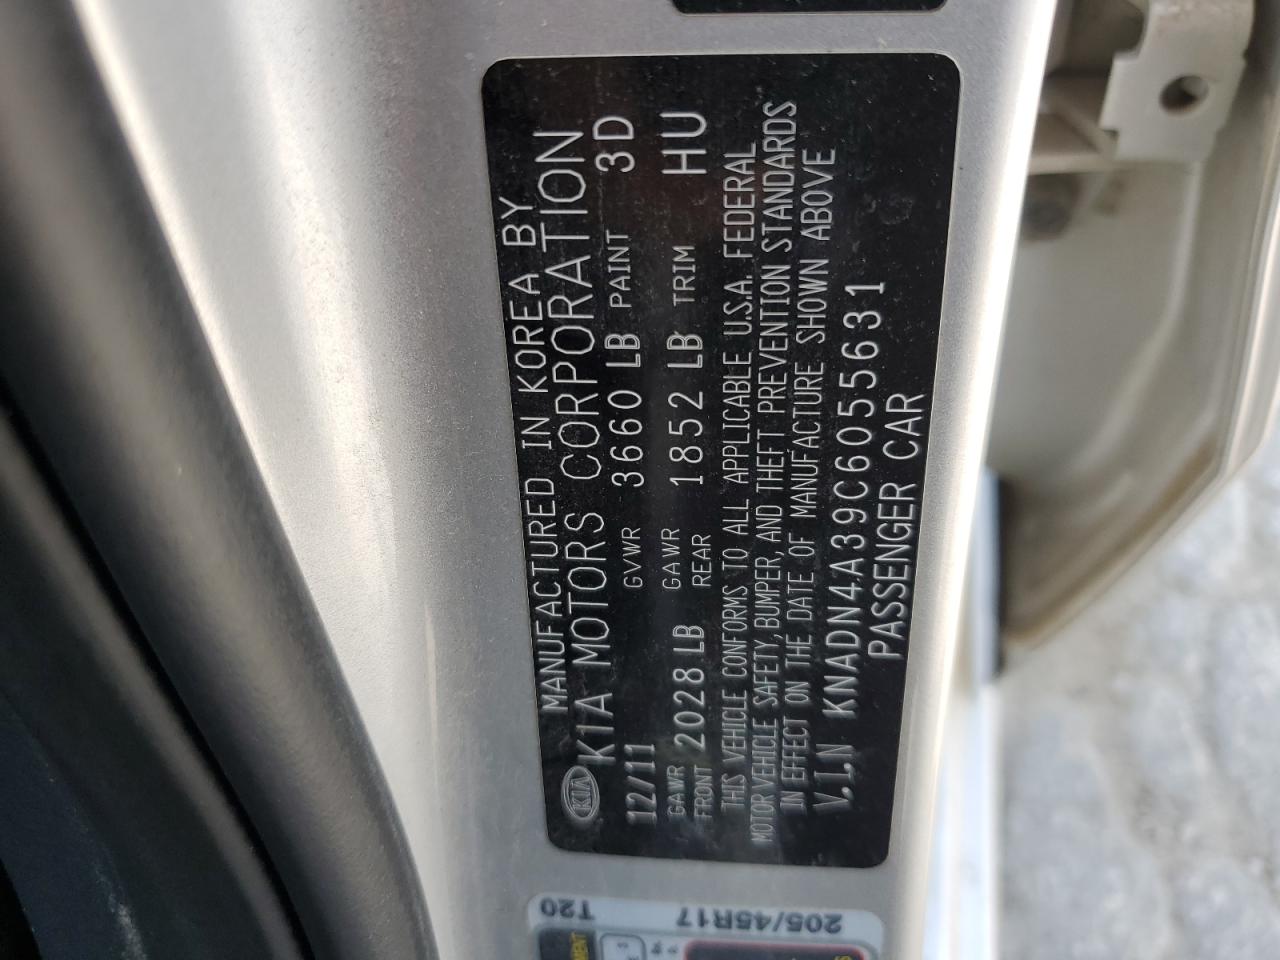 MANUFACTURED IN KOREA BY
KIA KIA MOTORS CORPORATION
12/11 GVWR 3660 LB PAINT 3D
GAWR FRONT 2028 LB GAWR REAR 1852 LB TRIM HU
THIS VEHICLE CONFORMS TO ALL APPLICABLE U.S.A. FEDERAL
MOTOR VEHICLE SAFETY, BUMPER, AND THEFT PREVENTION STANDARDS
IN EFFECT ON THE DATE OF MANUFACTURE SHOWN ABOVE
V.I.N KNADN4A39C6055631
PASSENGER CAR
205/45R17
T20